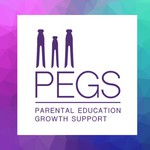 PEGS
PARENTAL EDUCATION
GROWTH SUPPORT